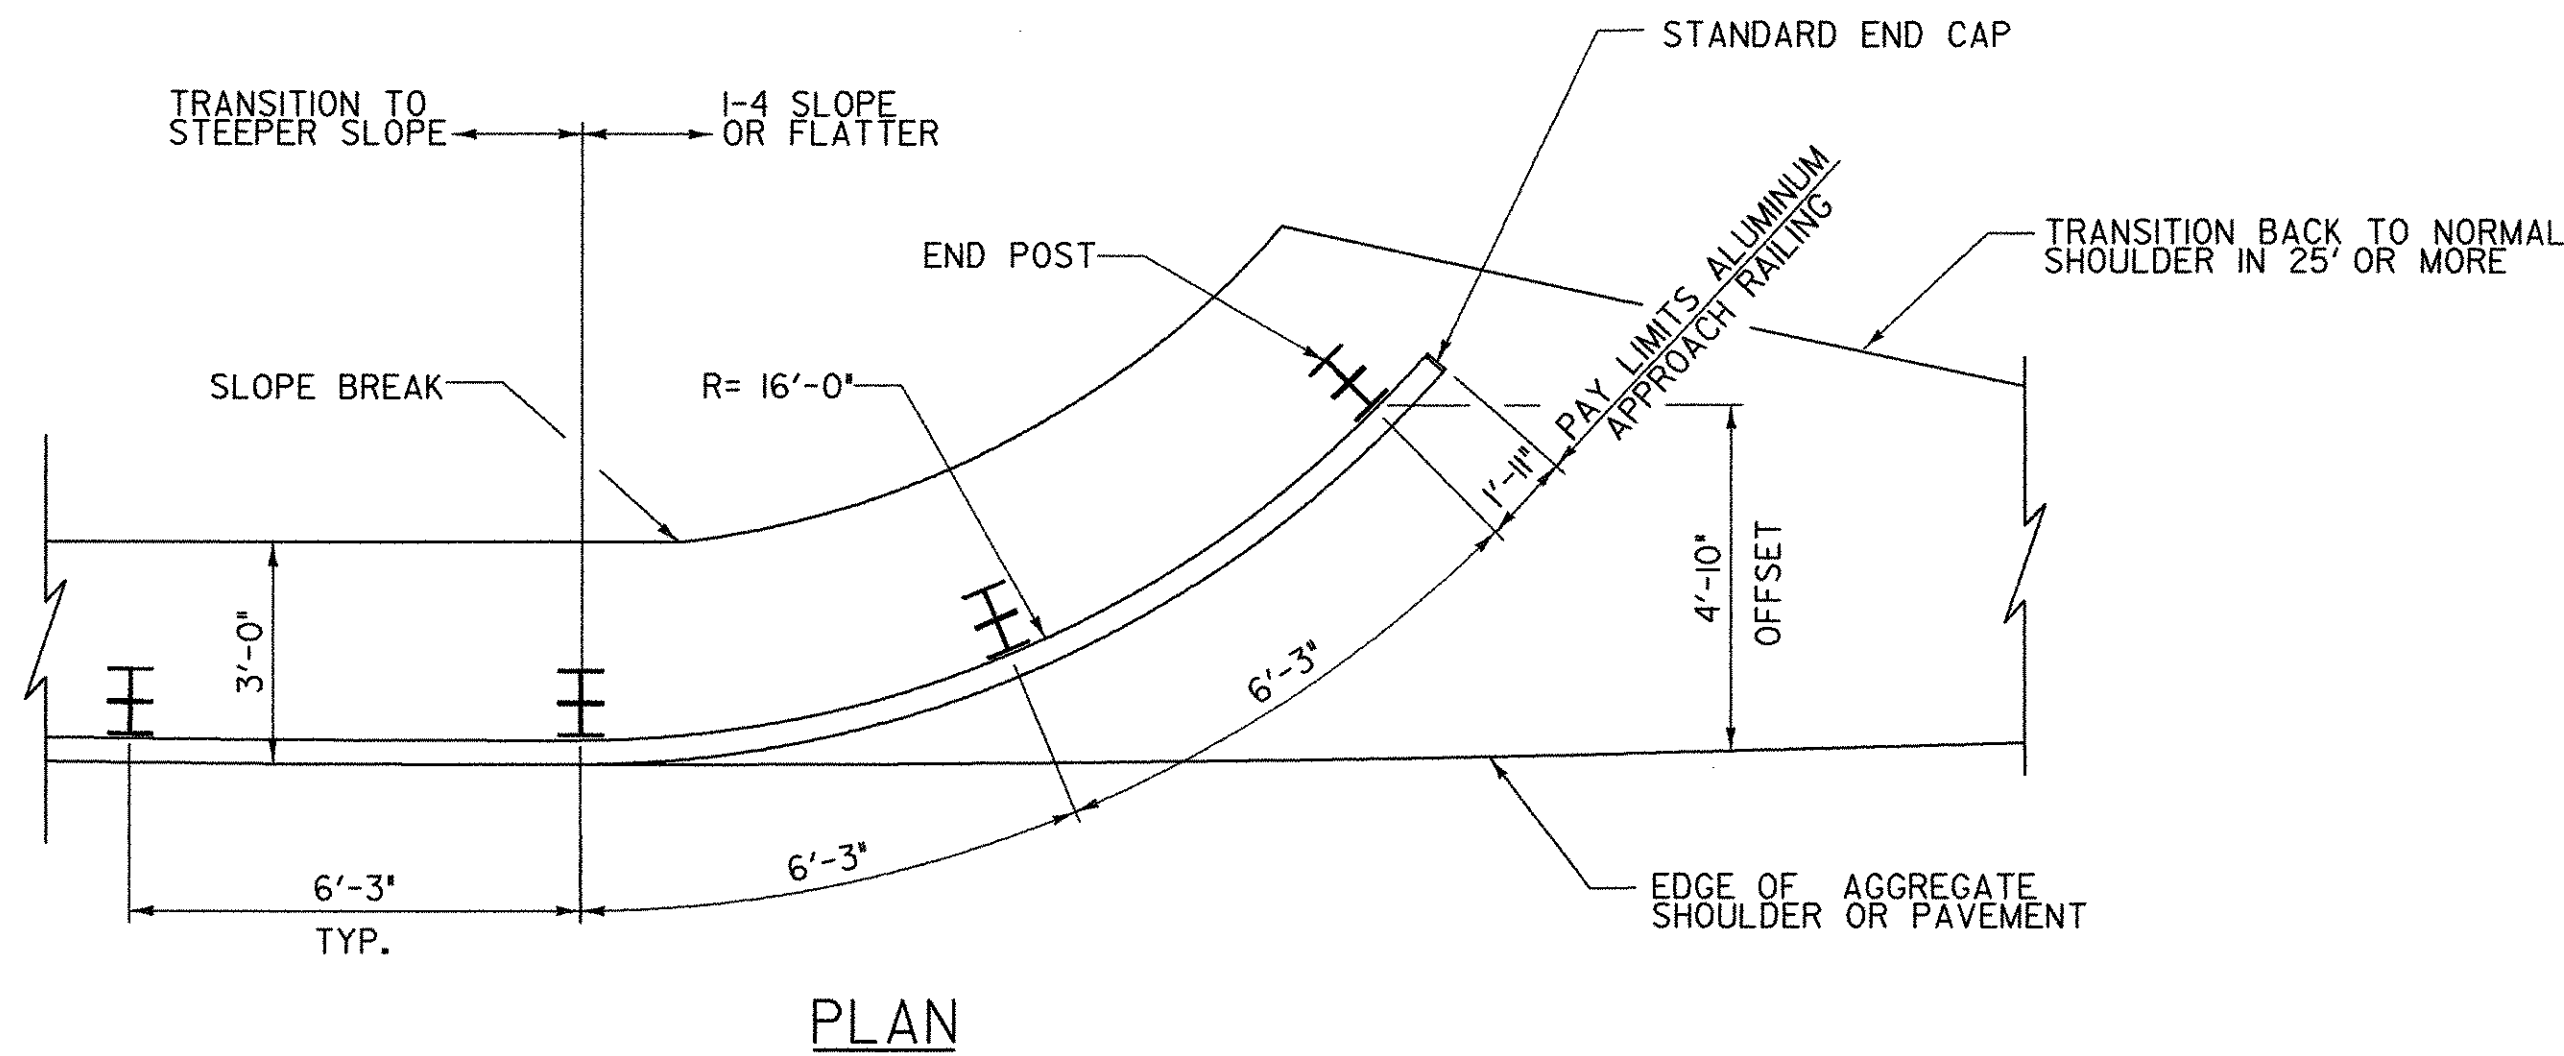 STANDARD END CAP
TRANSITION TO
STEEPER SLOPE
1-4 SLOPE
OR FLATTER
END POST
PAY LIMITS ALUMINUM
APPROACH RAILING
TRANSITION BACK TO NORMAL
SHOULDER IN 25' OR MORE
SLOPE BREAK
R= 16'-0"
1'-11"
3'-0"
4'-10"
OFFSET
6'-3"
6'-3"
6'-3"
TYP.
EDGE OF AGGREGATE
SHOULDER OR PAVEMENT
PLAN